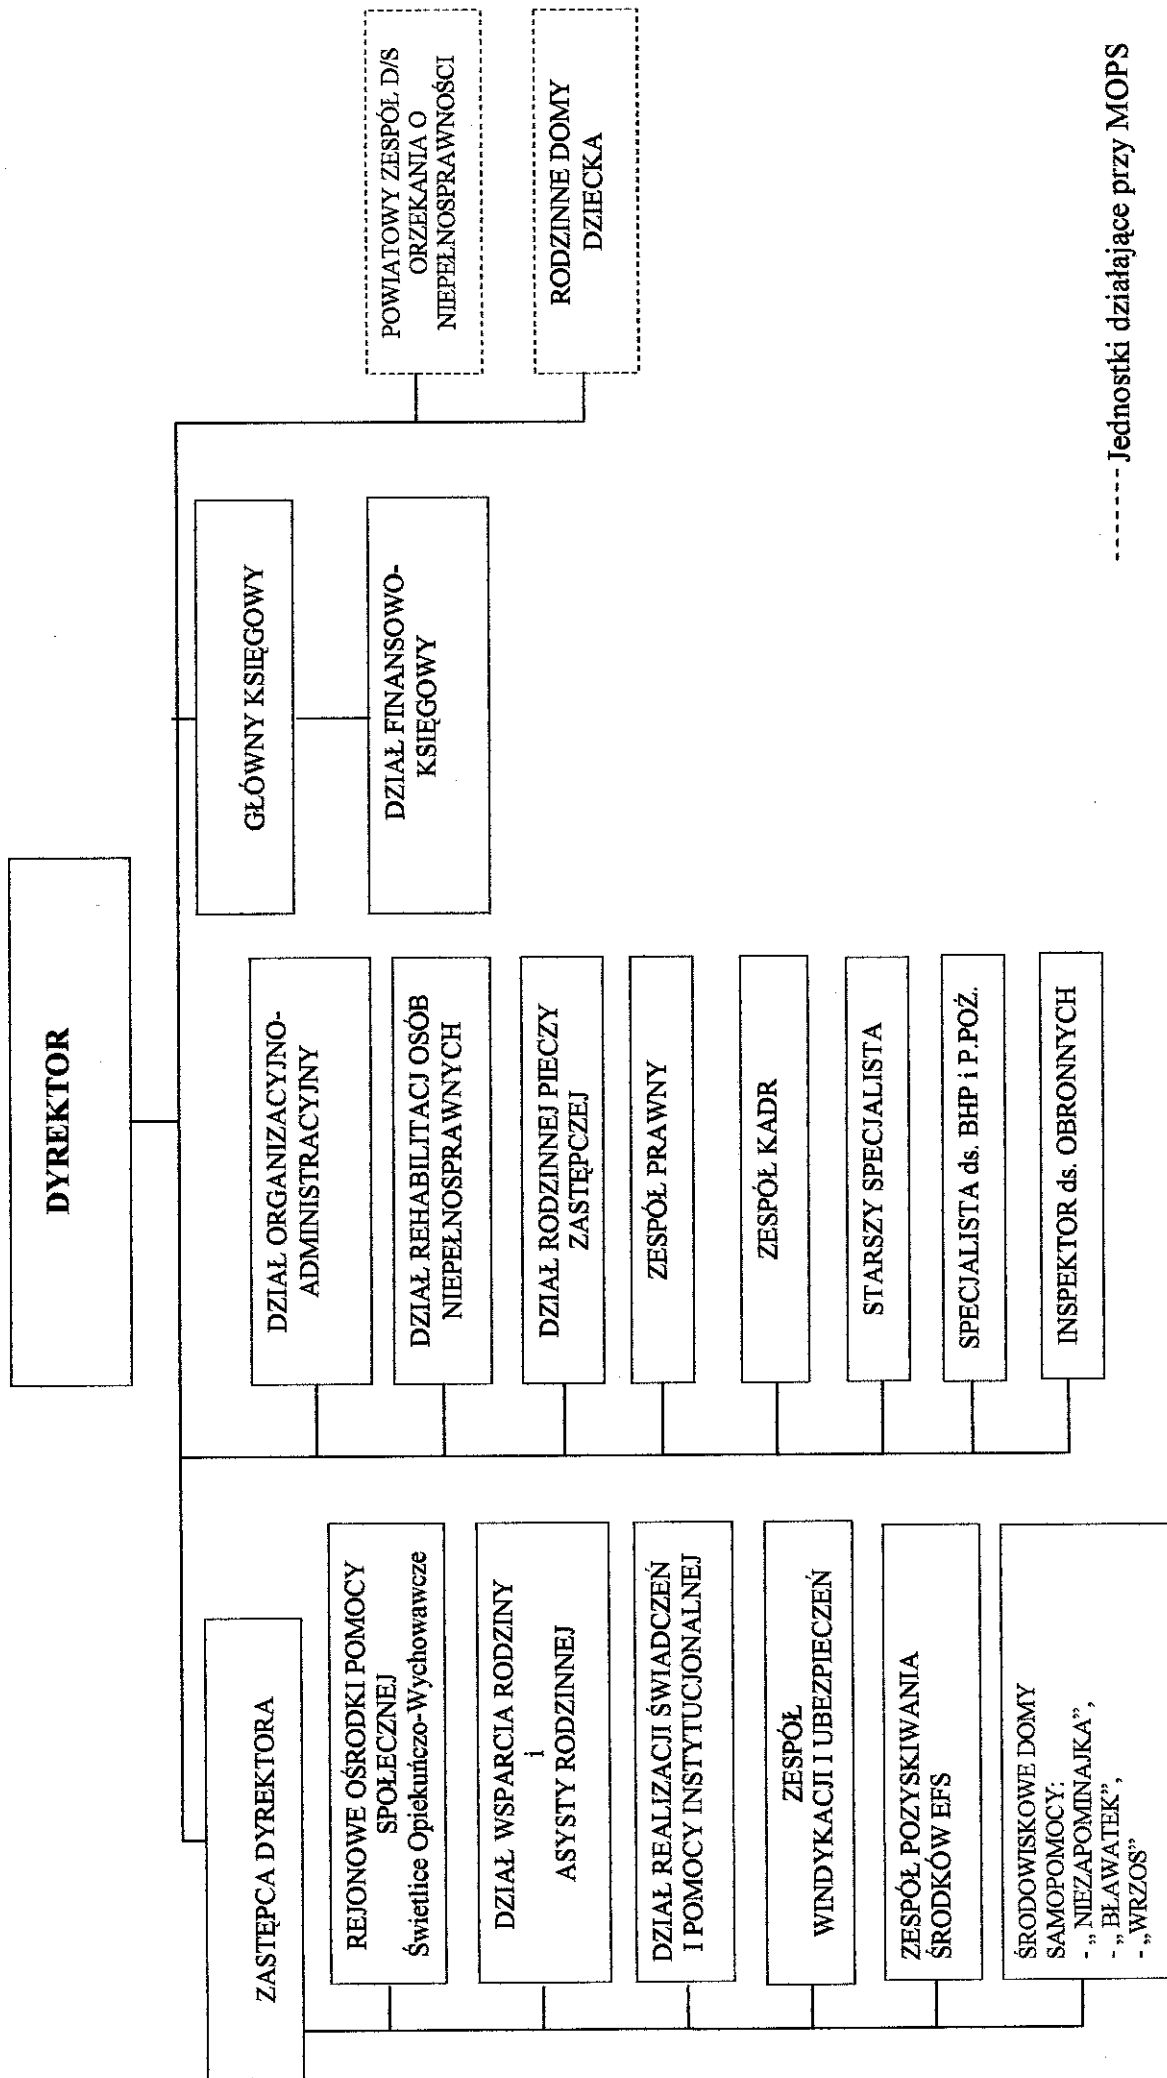 DYREKTOR
ZASTĘPCA DYREKTORA
REJONOWE OŚRODKI POMOCY
SPOŁECZNEJ
Świetlice Opiekuńczo-Wychowawcze
DZIAŁ WSPARCIA RODZINY
i
ASYSTY RODZINNEJ
DZIAŁ REALIZACJI ŚWIADCZEŃ
I POMOCY INSTYTUCJONALNEJ
ZESPÓŁ
WINDYKACJI I UBEZPIECZEŃ
ZESPÓŁ POZYSKIWANIA
ŚRODKÓW EFS
ŚRODOWISKOWE DOMY
SAMOPOMOCY:
- „ NIEZAPOMINAJKA” ,
- „ BŁAWATEK” ,
- „WRZOS”
DZIAŁ ORGANIZACYJNO-
ADMINISTRACYJNY
DZIAŁ REHABILITACJ OSÓB
NIEPEŁNOSPRAWNYCH
DZIAŁ RODZINNEJ PIECZY
ZASTĘPCZEJ
ZESPÓŁ PRAWNY
ZESPÓŁ KADR
STARSZY SPECJALISTA
SPECJALISTA ds. BHP i P.POŻ.
INSPEKTOR ds. OBRONNYCH
GŁÓWNY KSIĘGOWY
DZIAŁ FINANSOWO-
KSIĘGOWY
POWIATOWY ZESPÓŁ D/S
ORZEKANIA O
NIEPEŁNOSPRAWNOŚCI
RODZINNE DOMY
DZIECKA
------- Jednostki działające przy MOPS